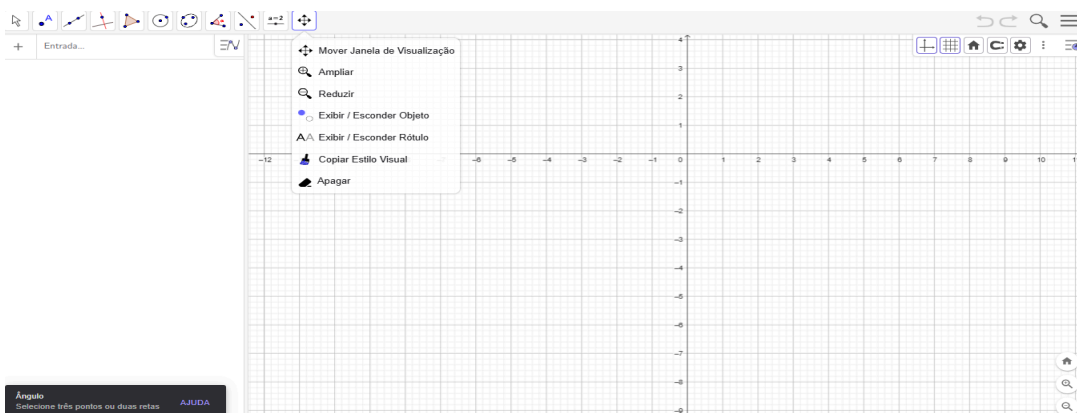 A
a=2
+ Entrada...
Mover Janela de Visualização
Ampliar
Reduzir
Exibir / Esconder Objeto
AA Exibir / Esconder Rótulo
Copiar Estilo Visual
Apagar
4
3
2
1
-12 -6 -5 -4 -3 -2 -1 0 1 2 3 4 5 6 7 8 9 10
-1
-2
-3
-4
-5
-6
-7
-8
-9
Ângulo
Selecione três pontos ou duas retas
AJUDA